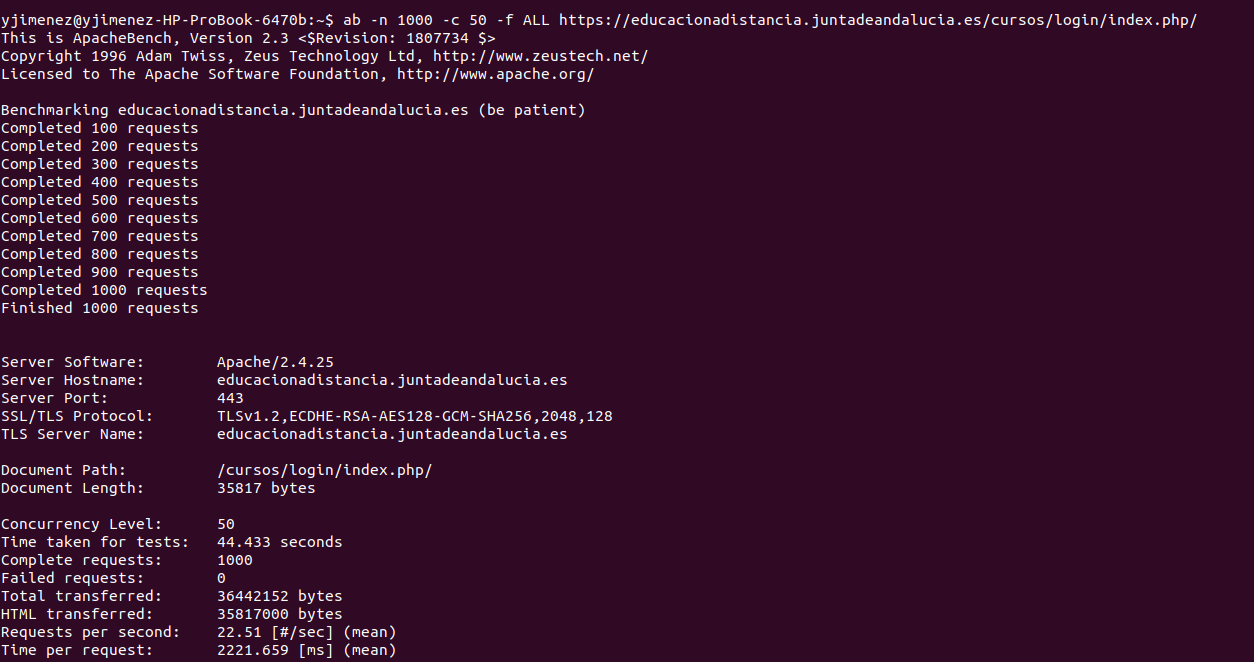 yjimenez@yjimenez-HP-ProBook-6470b:~$ ab -n 1000 -c 50 -f ALL https://educacionadistancia.juntadeandalucia.es/cursos/login/index.php/
This is ApacheBench, Version 2.3 <$Revision: 1807734 $>
Copyright 1996 Adam Twiss, Zeus Technology Ltd, http://www.zeustech.net/
Licensed to The Apache Software Foundation, http://www.apache.org/

Benchmarking educacionadistancia.juntadeandalucia.es (be patient)
Completed 100 requests
Completed 200 requests
Completed 300 requests
Completed 400 requests
Completed 500 requests
Completed 600 requests
Completed 700 requests
Completed 800 requests
Completed 900 requests
Completed 1000 requests
Finished 1000 requests


Server Software:        Apache/2.4.25
Server Hostname:        educacionadistancia.juntadeandalucia.es
Server Port:            443
SSL/TLS Protocol:       TLSv1.2,ECDHE-RSA-AES128-GCM-SHA256,2048,128
TLS Server Name:        educacionadistancia.juntadeandalucia.es

Document Path:          /cursos/login/index.php/
Document Length:        35817 bytes

Concurrency Level:      50
Time taken for tests:   44.433 seconds
Complete requests:      1000
Failed requests:        0
Total transferred:      36442152 bytes
HTML transferred:       35817000 bytes
Requests per second:    22.51 [#/sec] (mean)
Time per request:       2221.659 [ms] (mean)